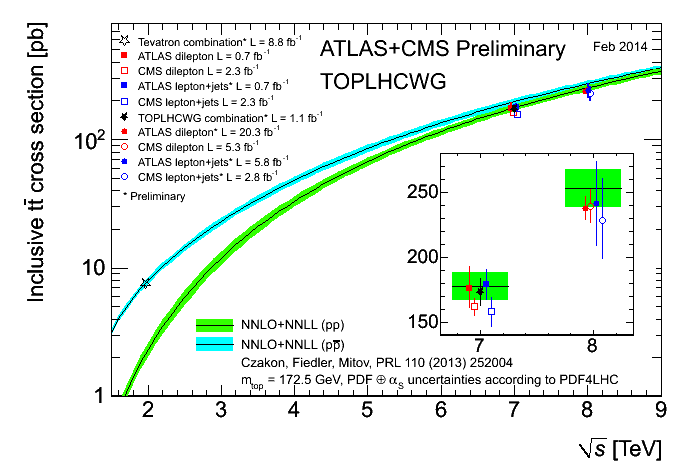 Inclusive tt̄ cross section [pb]
ATLAS+CMS Preliminary
Feb 2014
TOPLHCWG
Tevatron combination* L = 8.8 fb⁻¹
ATLAS dilepton L = 0.7 fb⁻¹
CMS dilepton L = 2.3 fb⁻¹
ATLAS lepton+jets* L = 0.7 fb⁻¹
CMS lepton+jets L = 2.3 fb⁻¹
TOPLHCWG combination* L = 1.1 fb⁻¹
ATLAS dilepton* L = 20.3 fb⁻¹
CMS dilepton L = 5.3 fb⁻¹
ATLAS lepton+jets* L = 5.8 fb⁻¹
CMS lepton+jets* L = 2.8 fb⁻¹
* Preliminary
10²
10
1
250
200
150
7 8
NNLO+NNLL (pp)
NNLO+NNLL (pp̄)
Czakon, Fiedler, Mitov, PRL 110 (2013) 252004
m_top = 172.5 GeV, PDF ⊕ α_S uncertainties according to PDF4LHC
2 3 4 5 6 7 8 9
√s [TeV]